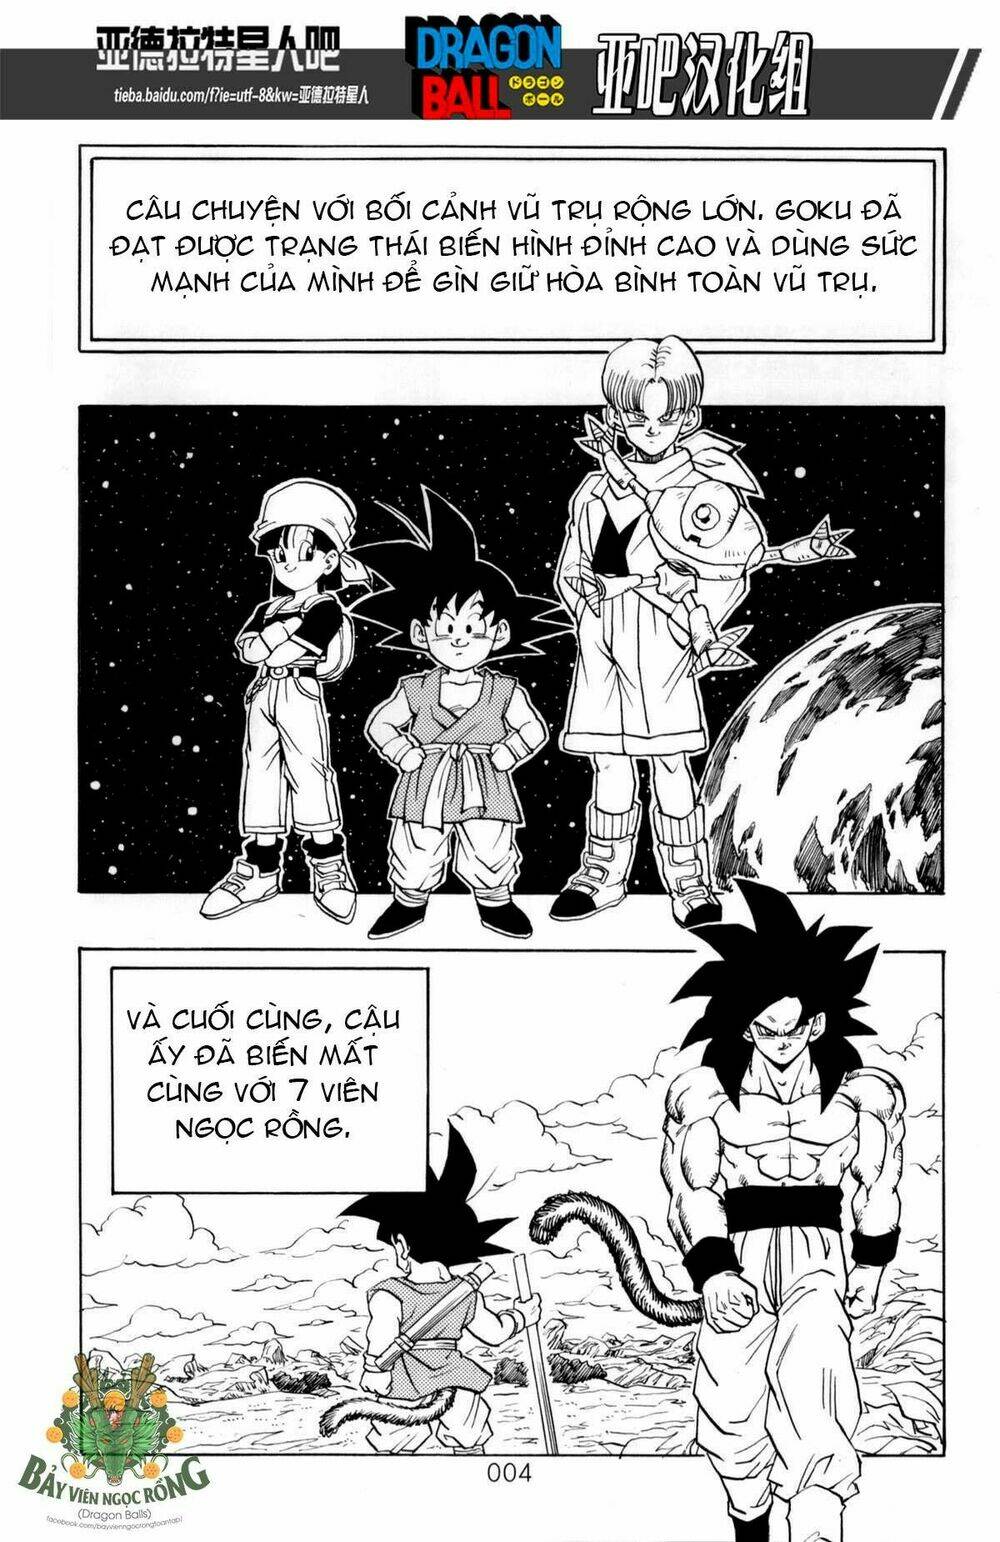 亚德拉特星人吧
tieba.baidu.com/f?ie=utf-8&kw=亚德拉特星人
DRAGON
BALL
ドラゴン
ボール
亚吧汉化组
CÂU CHUYỆN VỚI BỐI CẢNH VŨ TRỤ RỘNG LỚN. GOKU ĐÃ
ĐẠT ĐƯỢC TRẠNG THÁI BIẾN HÌNH ĐỈNH CAO VÀ DÙNG SỨC
MẠNH CỦA MÌNH ĐỂ GÌN GIỮ HÒA BÌNH TOÀN VŨ TRỤ.
VÀ CUỐI CÙNG, CẬU
ẤY ĐÃ BIẾN MẤT
CÙNG VỚI 7 VIÊN
NGỌC RỒNG.
004
BẢY VIÊN NGỌC RỒNG
(Dragon Balls)
facebook.com/bayvienngocrongtoantap/